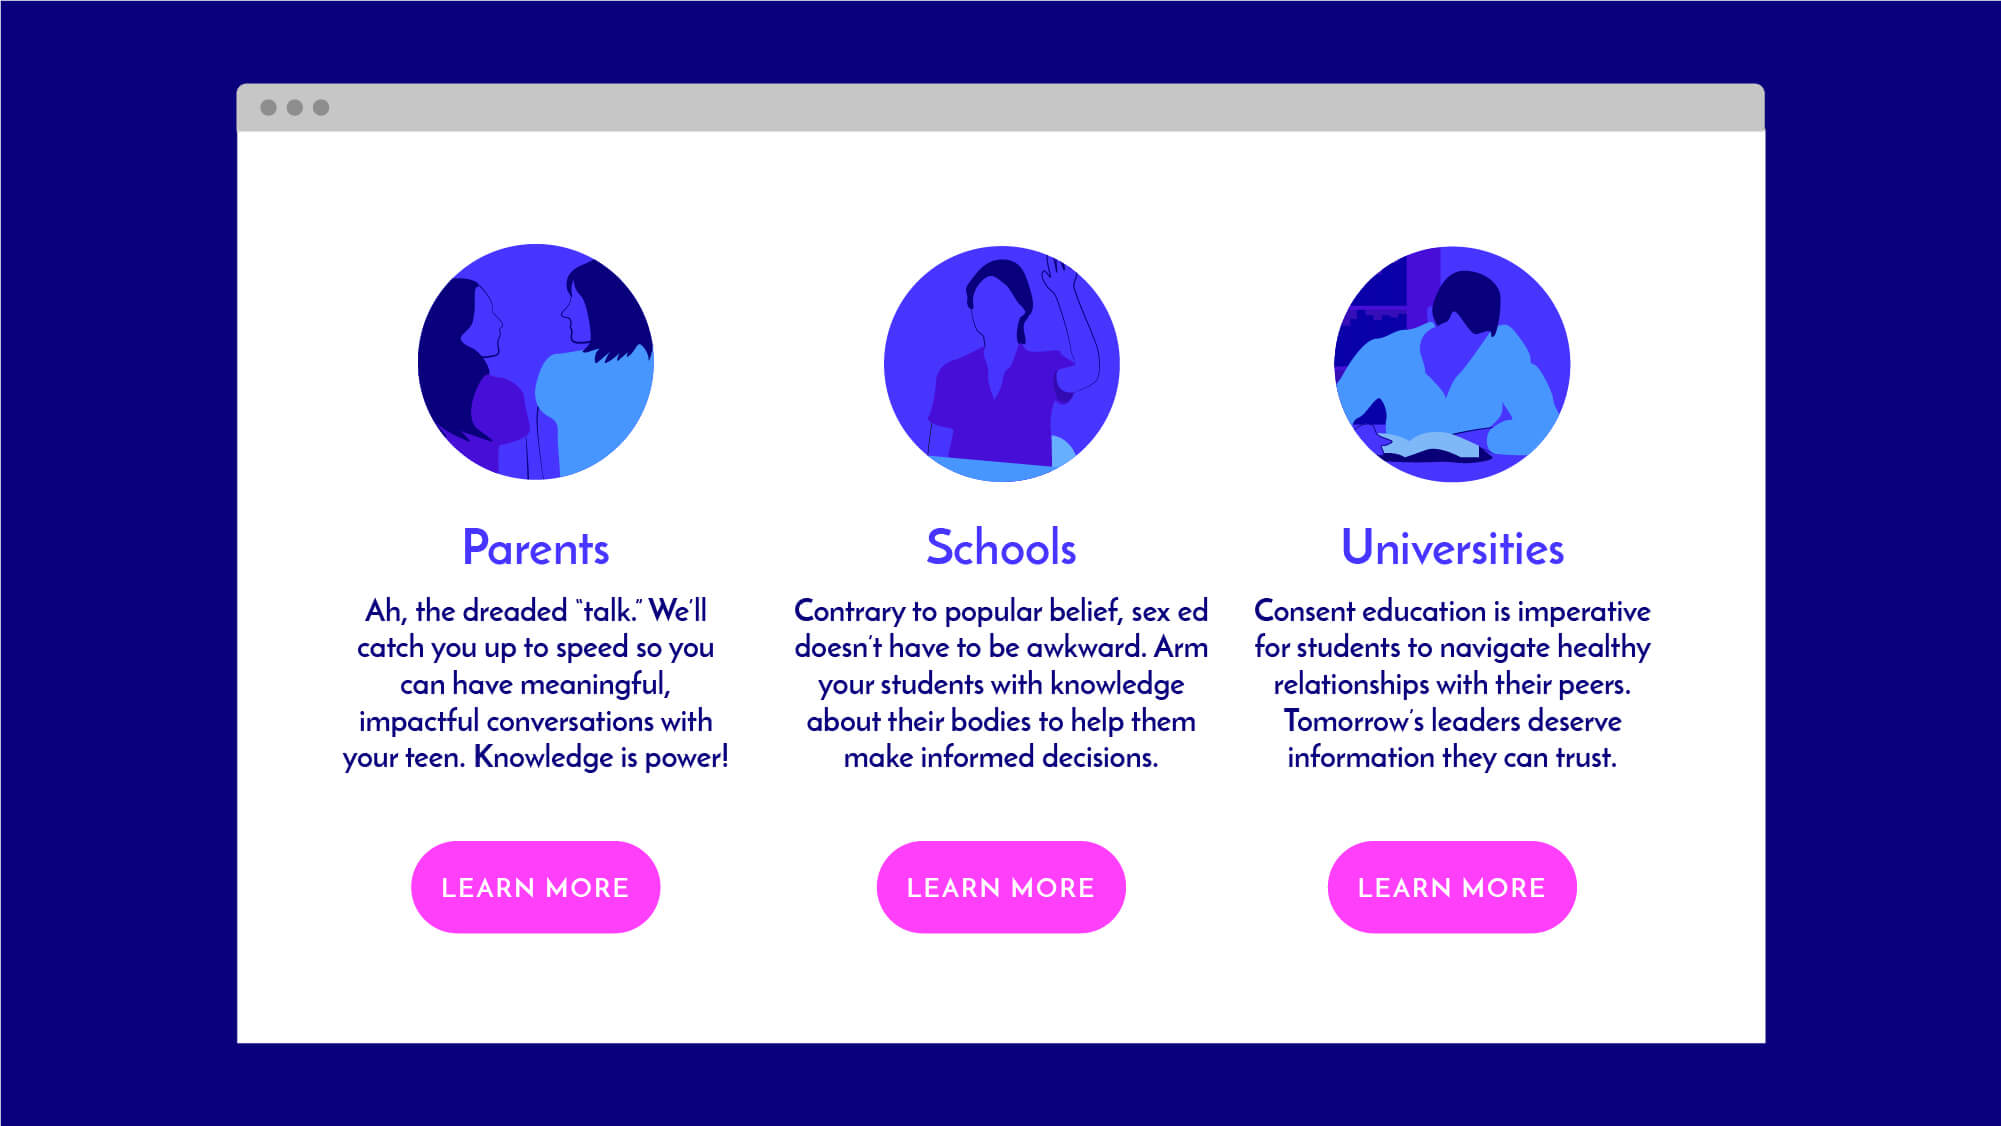 Parents
Ah, the dreaded “talk.” We’ll
catch you up to speed so you
can have meaningful,
impactful conversations with
your teen. Knowledge is power!
LEARN MORE
Schools
Contrary to popular belief, sex ed
doesn’t have to be awkward. Arm
your students with knowledge
about their bodies to help them
make informed decisions.
LEARN MORE
Universities
Consent education is imperative
for students to navigate healthy
relationships with their peers.
Tomorrow’s leaders deserve
information they can trust.
LEARN MORE